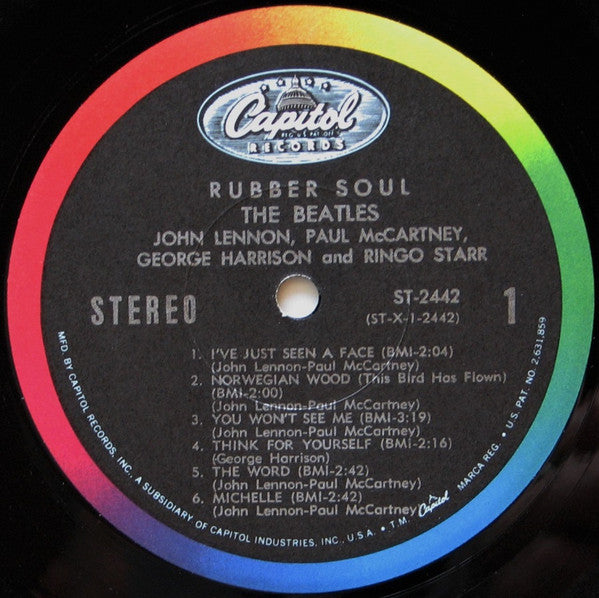 Capitol
REG. U.S. PAT. OFF.
RECORDS
RUBBER SOUL
THE BEATLES
JOHN LENNON, PAUL McCARTNEY,
GEORGE HARRISON and RINGO STARR
STEREO
ST-2442
(ST-X-1-2442)
1
1. I'VE JUST SEEN A FACE (BMI-2:04)
(John Lennon-Paul McCartney)
2. NORWEGIAN WOOD (This Bird Has Flown)
(BMI-2:00)
(John Lennon-Paul McCartney)
3. YOU WON'T SEE ME (BMI-3:19)
(John Lennon-Paul McCartney)
4. THINK FOR YOURSELF (BMI-2:16)
(George Harrison)
5. THE WORD (BMI-2:42)
(John Lennon-Paul McCartney)
6. MICHELLE (BMI-2:42)
(John Lennon-Paul McCartney)
MFD. BY CAPITOL RECORDS, INC., A SUBSIDIARY OF CAPITOL INDUSTRIES, INC., U.S.A. • T.M. Capitol MARCA REG. • U.S. PAT. NO. 2,631,859